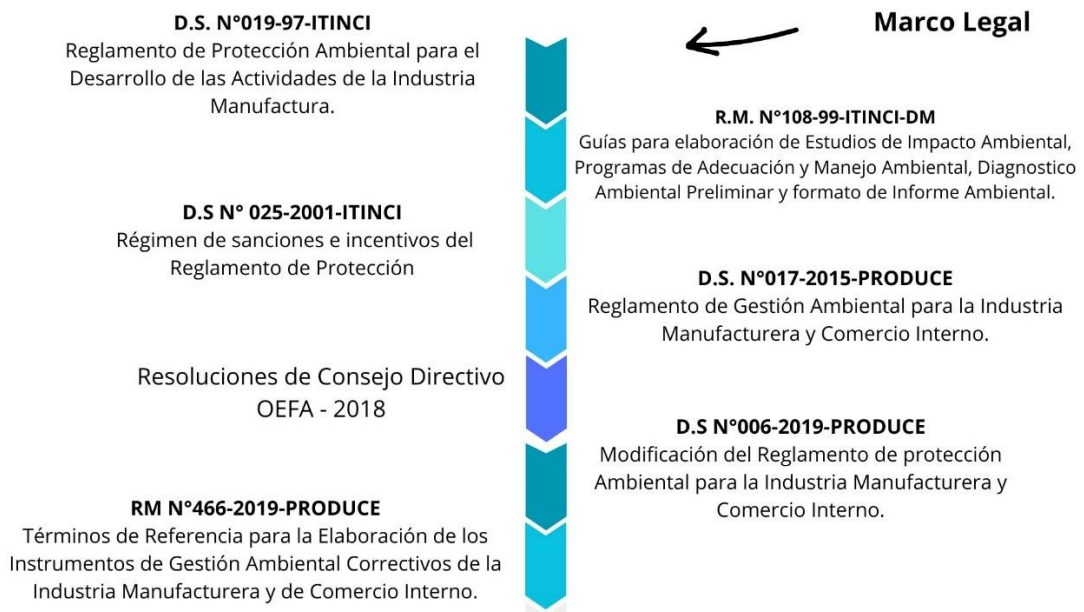 Marco Legal
D.S. N°019-97-ITINCI
Reglamento de Protección Ambiental para el
Desarrollo de las Actividades de la Industria
Manufactura.
R.M. N°108-99-ITINCI-DM
Guías para elaboración de Estudios de Impacto Ambiental,
Programas de Adecuación y Manejo Ambiental, Diagnostico
Ambiental Preliminar y formato de Informe Ambiental.
D.S N° 025-2001-ITINCI
Régimen de sanciones e incentivos del
Reglamento de Protección
D.S. N°017-2015-PRODUCE
Reglamento de Gestión Ambiental para la Industria
Manufacturera y Comercio Interno.
Resoluciones de Consejo Directivo
OEFA - 2018
D.S N°006-2019-PRODUCE
Modificación del Reglamento de protección
Ambiental para la Industria Manufacturera y
Comercio Interno.
RM N°466-2019-PRODUCE
Términos de Referencia para la Elaboración de los
Instrumentos de Gestión Ambiental Correctivos de la
Industria Manufacturera y de Comercio Interno.